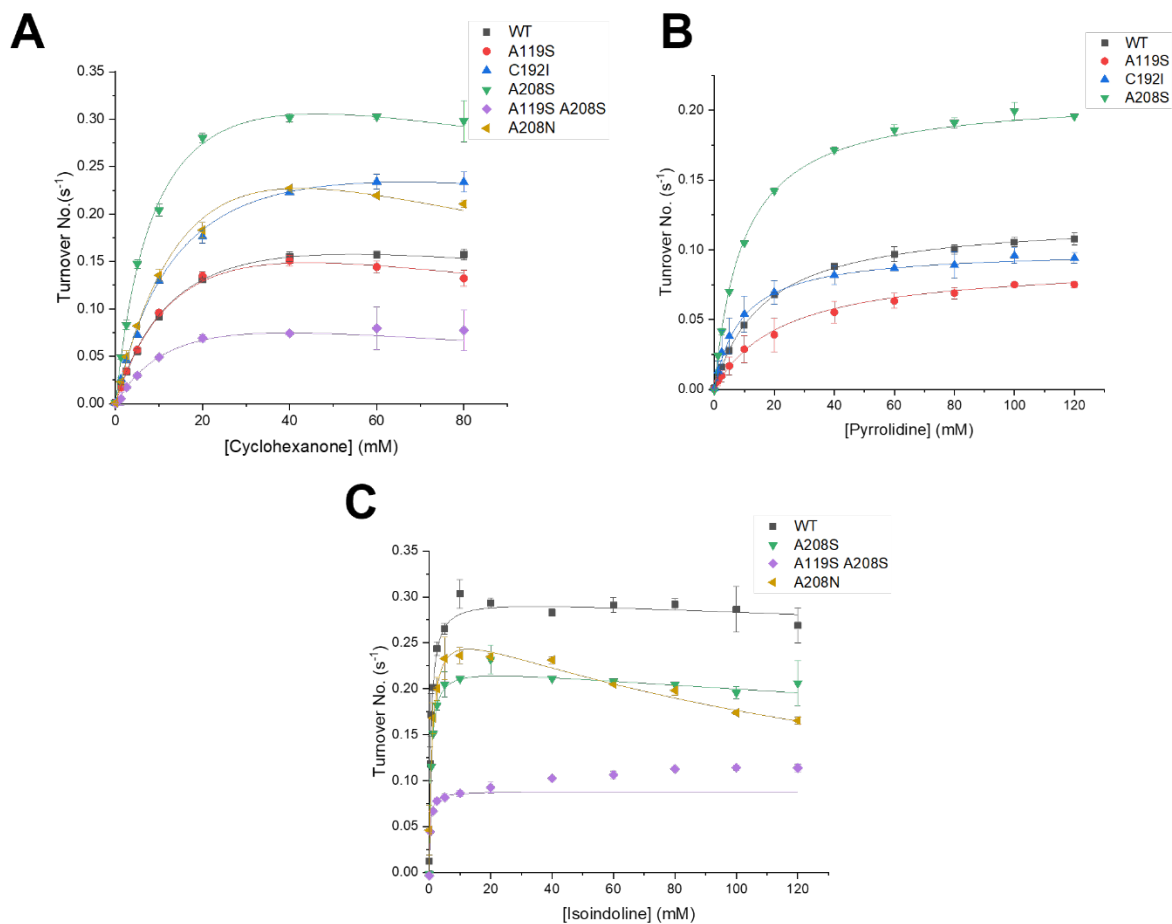 A
WT
A119S
C192I
A208S
A119S A208S
A208N
0.35
0.30
0.25
0.20
0.15
0.10
0.05
0.00
Turnover No.(s-1)
0 20 40 60 80
[Cyclohexanone] (mM)
B
WT
A119S
C192I
A208S
0.20
0.15
0.10
0.05
0.00
Tunrover No. (s-1)
0 20 40 60 80 100 120
[Pyrrolidine] (mM)
C
WT
A208S
A119S A208S
A208N
0.35
0.30
0.25
0.20
0.15
0.10
0.05
0.00
Turnover No. (s-1)
0 20 40 60 80 100 120
[Isoindoline] (mM)